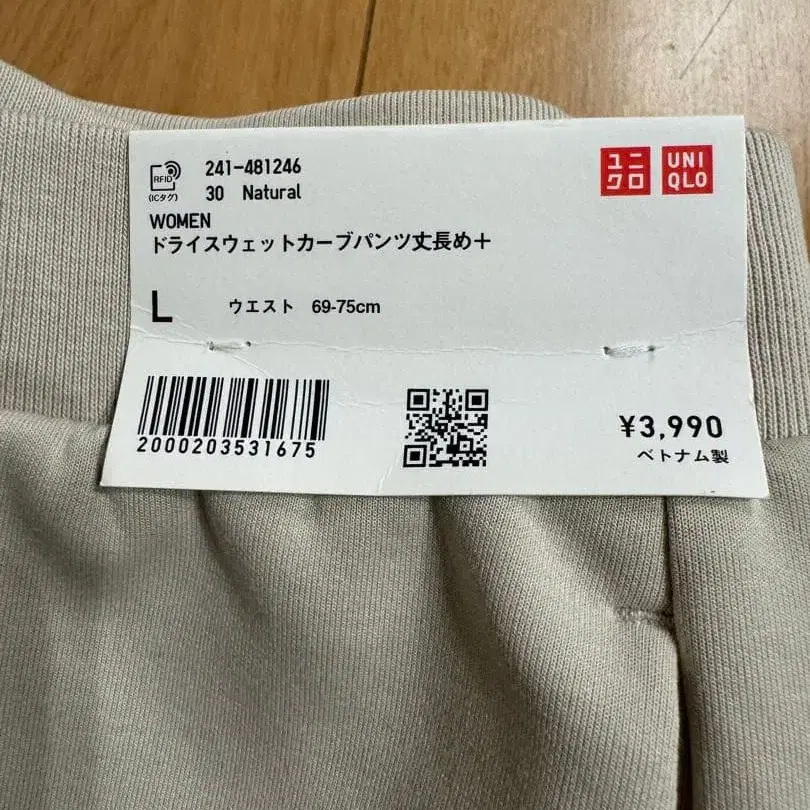 RFID
(ICタグ)
241-481246
30 Natural
ユニ
クロ
UNI
QLO
WOMEN
ドライスウェットカーブパンツ丈長め＋
L ウエスト 69-75cm
2000203531675
¥3,990
ベトナム製